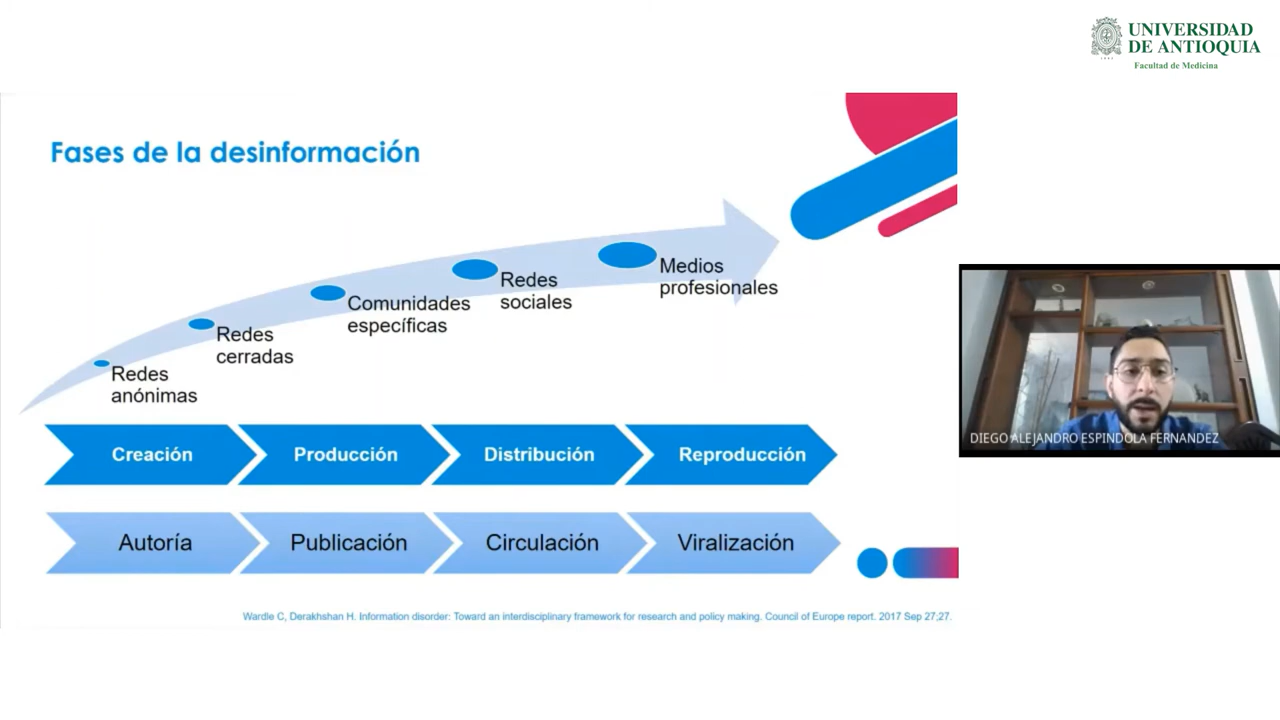 UNIVERSIDAD
DE ANTIOQUIA
1803
Facultad de Medicina
Fases de la desinformación
Redes
anónimas
Redes
cerradas
Comunidades
específicas
Redes
sociales
Medios
profesionales
Creación
Producción
Distribución
Reproducción
Autoría
Publicación
Circulación
Viralización
Wardle C, Derakhshan H. Information disorder: Toward an interdisciplinary framework for research and policy making. Council of Europe report. 2017 Sep 27;27.
DIEGO ALEJANDRO ESPINDOLA FERNANDEZ